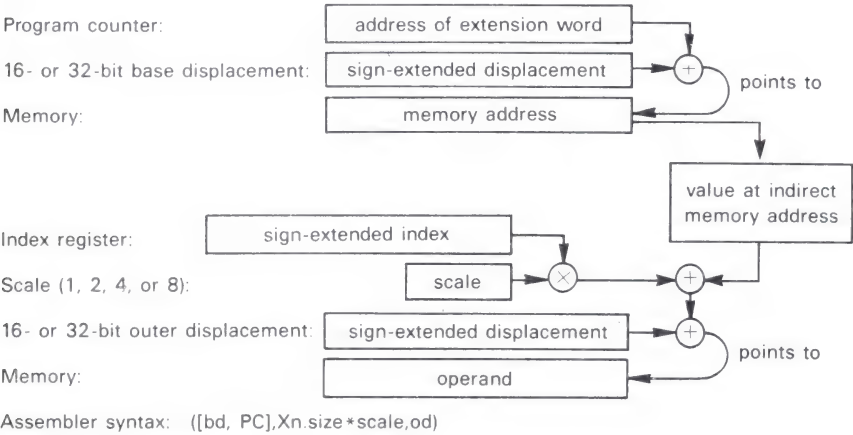 Program counter: address of extension word
16- or 32-bit base displacement: sign-extended displacement +
points to
Memory: memory address
value at indirect
memory address
Index register: sign-extended index
Scale (1, 2, 4, or 8): scale × +
16- or 32-bit outer displacement: sign-extended displacement +
points to
Memory: operand
Assembler syntax: ([bd, PC],Xn.size*scale,od)